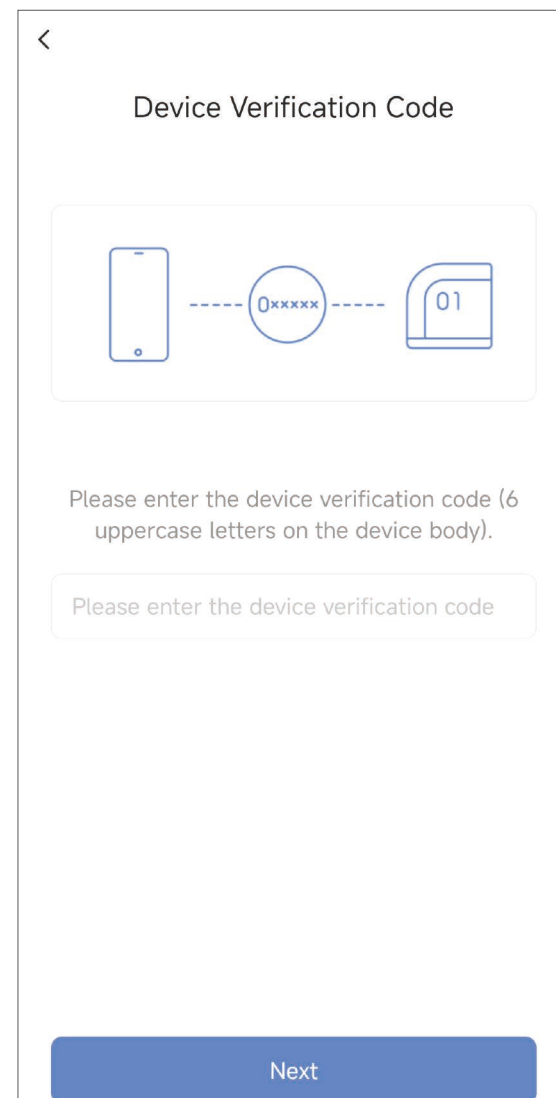 Device Verification Code
0xxxxx
01
Please enter the device verification code (6
uppercase letters on the device body).
Please enter the device verification code
Next